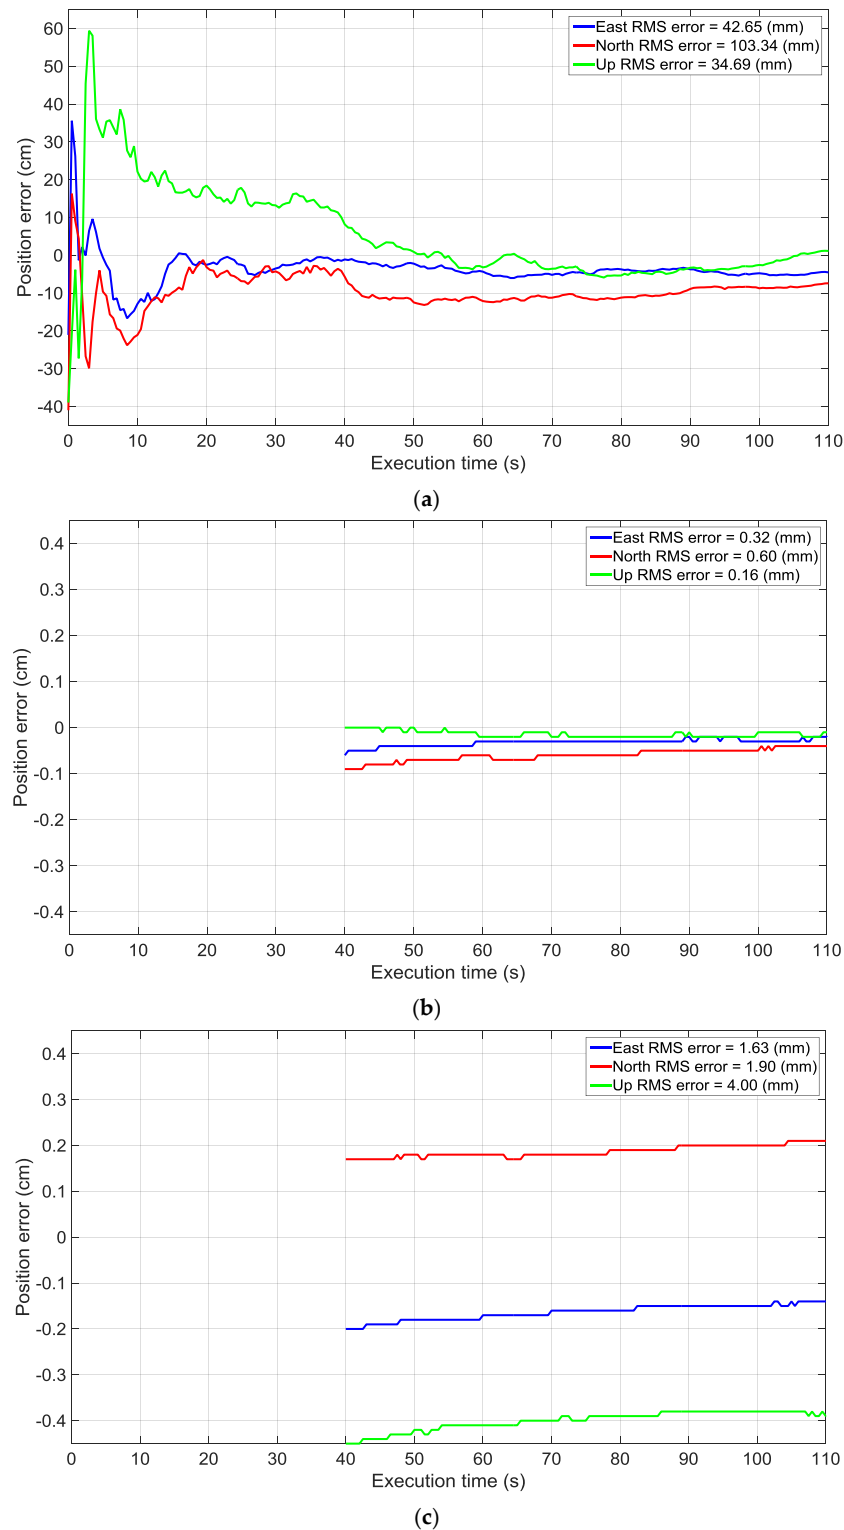 60
50
40
30
20
10
0
-10
-20
-30
-40
Position error (cm)
East RMS error = 42.65 (mm)
North RMS error = 103.34 (mm)
Up RMS error = 34.69 (mm)
0 10 20 30 40 50 60 70 80 90 100 110
Execution time (s)
(a)
0.4
0.3
0.2
0.1
0
-0.1
-0.2
-0.3
-0.4
Position error (cm)
East RMS error = 0.32 (mm)
North RMS error = 0.60 (mm)
Up RMS error = 0.16 (mm)
0 10 20 30 40 50 60 70 80 90 100 110
Execution time (s)
(b)
0.4
0.3
0.2
0.1
0
-0.1
-0.2
-0.3
-0.4
Position error (cm)
East RMS error = 1.63 (mm)
North RMS error = 1.90 (mm)
Up RMS error = 4.00 (mm)
0 10 20 30 40 50 60 70 80 90 100 110
Execution time (s)
(c)